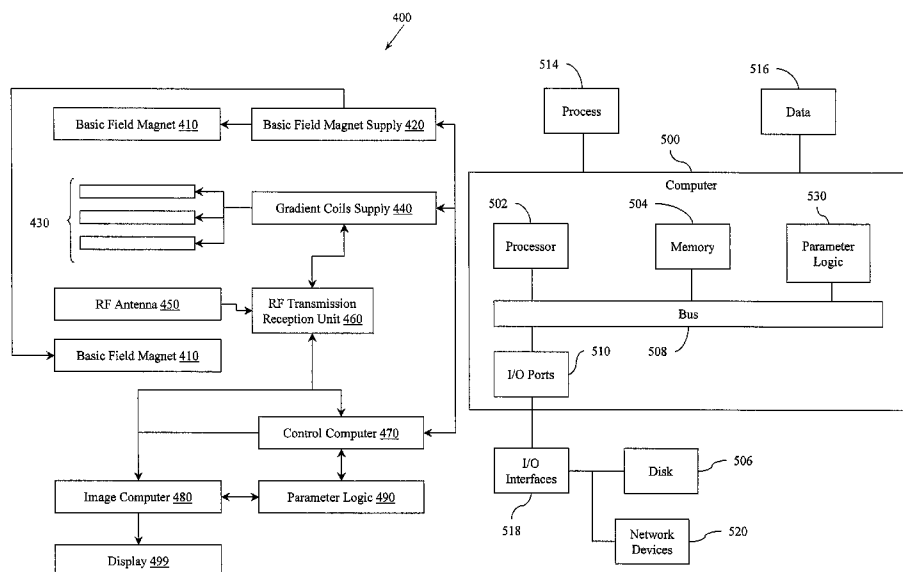 400
Basic Field Magnet 410
Basic Field Magnet Supply 420
430
Gradient Coils Supply 440
RF Antenna 450
RF Transmission
Reception Unit 460
Basic Field Magnet 410
Control Computer 470
Image Computer 480
Parameter Logic 490
Display 499
514
516
Process
Data
500
Computer
502
504
530
Processor
Memory
Parameter
Logic
Bus
510
508
I/O Ports
I/O
Interfaces
Disk
506
518
Network
Devices
520